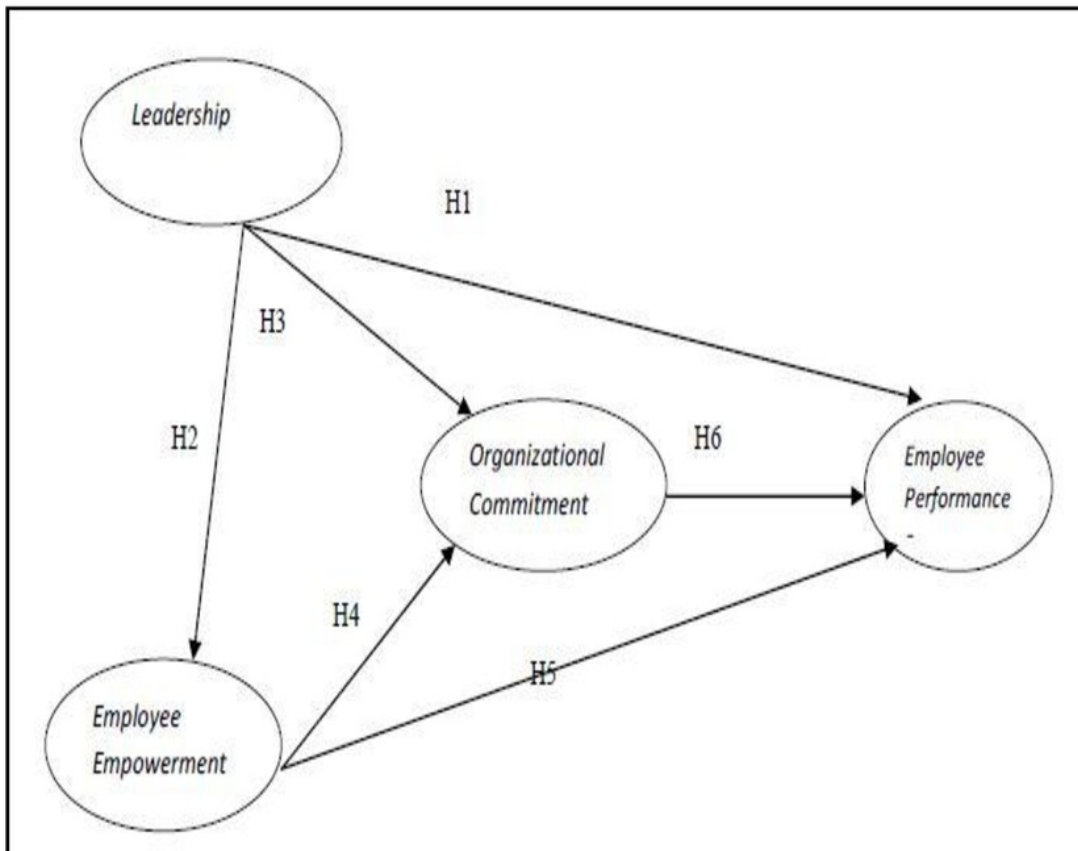 Leadership
H1
H3
H2
Organizational
Commitment
H6
Employee
Performance
-
H4
H5
Employee
Empowerment